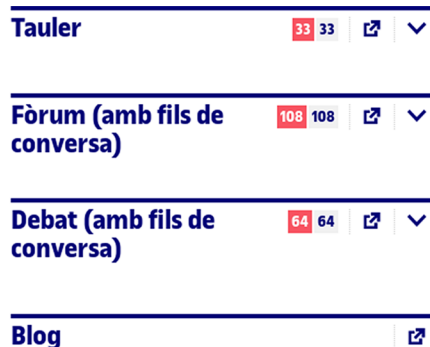 Tauler 33 33
Fòrum (amb fils de 108 108
conversa)
Debat (amb fils de 64 64
conversa)
Blog